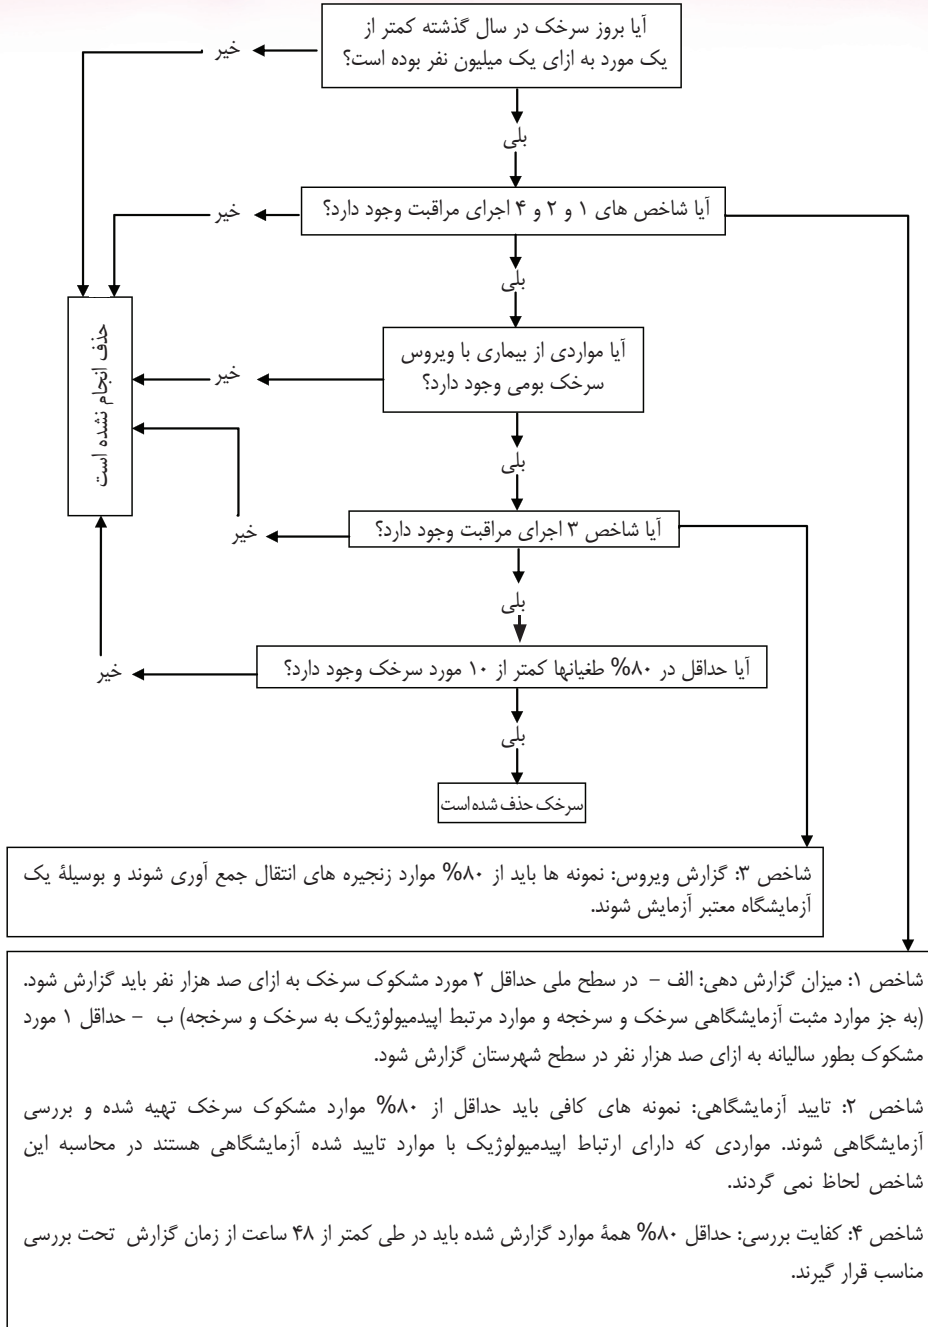 آیا بروز سرخک در سال گذشته کمتر از
یک مورد به ازای یک میلیون نفر بوده است؟
خیر
بلی
آیا شاخص های ۱ و ۲ و ۴ اجرای مراقبت وجود دارد؟
خیر
بلی
آیا مواردی از بیماری با ویروس
سرخک بومی وجود دارد؟
خیر
حذف انجام نشده است
بلی
آیا شاخص ۳ اجرای مراقبت وجود دارد؟
خیر
بلی
آیا حداقل در ۸۰% طغیانها کمتر از ۱۰ مورد سرخک وجود دارد؟
خیر
بلی
سرخک حذف شده است
شاخص ۳: گزارش ویروس: نمونه ها باید از ۸۰% موارد زنجیره های انتقال جمع آوری شوند و بوسیلۀ یک
آزمایشگاه معتبر آزمایش شوند.
شاخص ۱: میزان گزارش دهی: الف – در سطح ملی حداقل ۲ مورد مشکوک سرخک به ازای صد هزار نفر باید گزارش شود.
(به جز موارد مثبت آزمایشگاهی سرخک و سرخجه و موارد مرتبط اپیدمیولوژیک به سرخک و سرخجه) ب – حداقل ۱ مورد
مشکوک بطور سالیانه به ازای صد هزار نفر در سطح شهرستان گزارش شود.
شاخص ۲: تایید آزمایشگاهی: نمونه های کافی باید حداقل از ۸۰% موارد مشکوک سرخک تهیه شده و بررسی
آزمایشگاهی شوند. مواردی که دارای ارتباط اپیدمیولوژیک با موارد تایید شده آزمایشگاهی هستند در محاسبه این
شاخص لحاظ نمی گردند.
شاخص ۴: کفایت بررسی: حداقل ۸۰% همۀ موارد گزارش شده باید در طی کمتر از ۴۸ ساعت از زمان گزارش تحت بررسی
مناسب قرار گیرند.